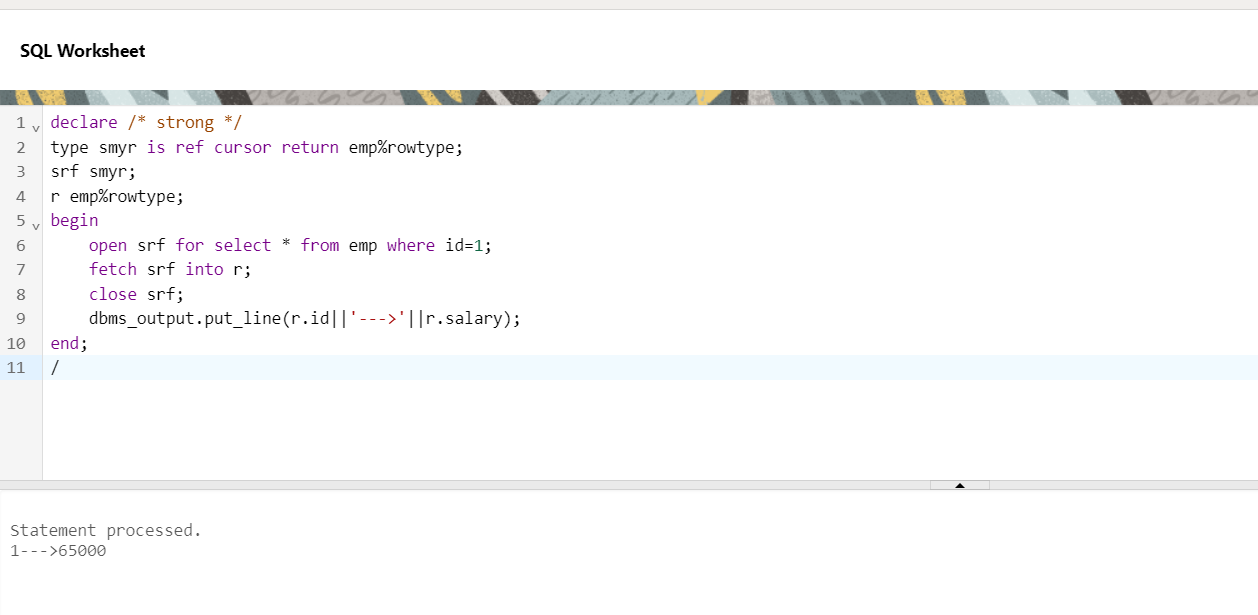 SQL Worksheet
1 declare /* strong */
2 type smyr is ref cursor return emp%rowtype;
3 srf smyr;
4 r emp%rowtype;
5 begin
6     open srf for select * from emp where id=1;
7     fetch srf into r;
8     close srf;
9     dbms_output.put_line(r.id||'--->'||r.salary);
10 end;
11 /
Statement processed.
1--->65000